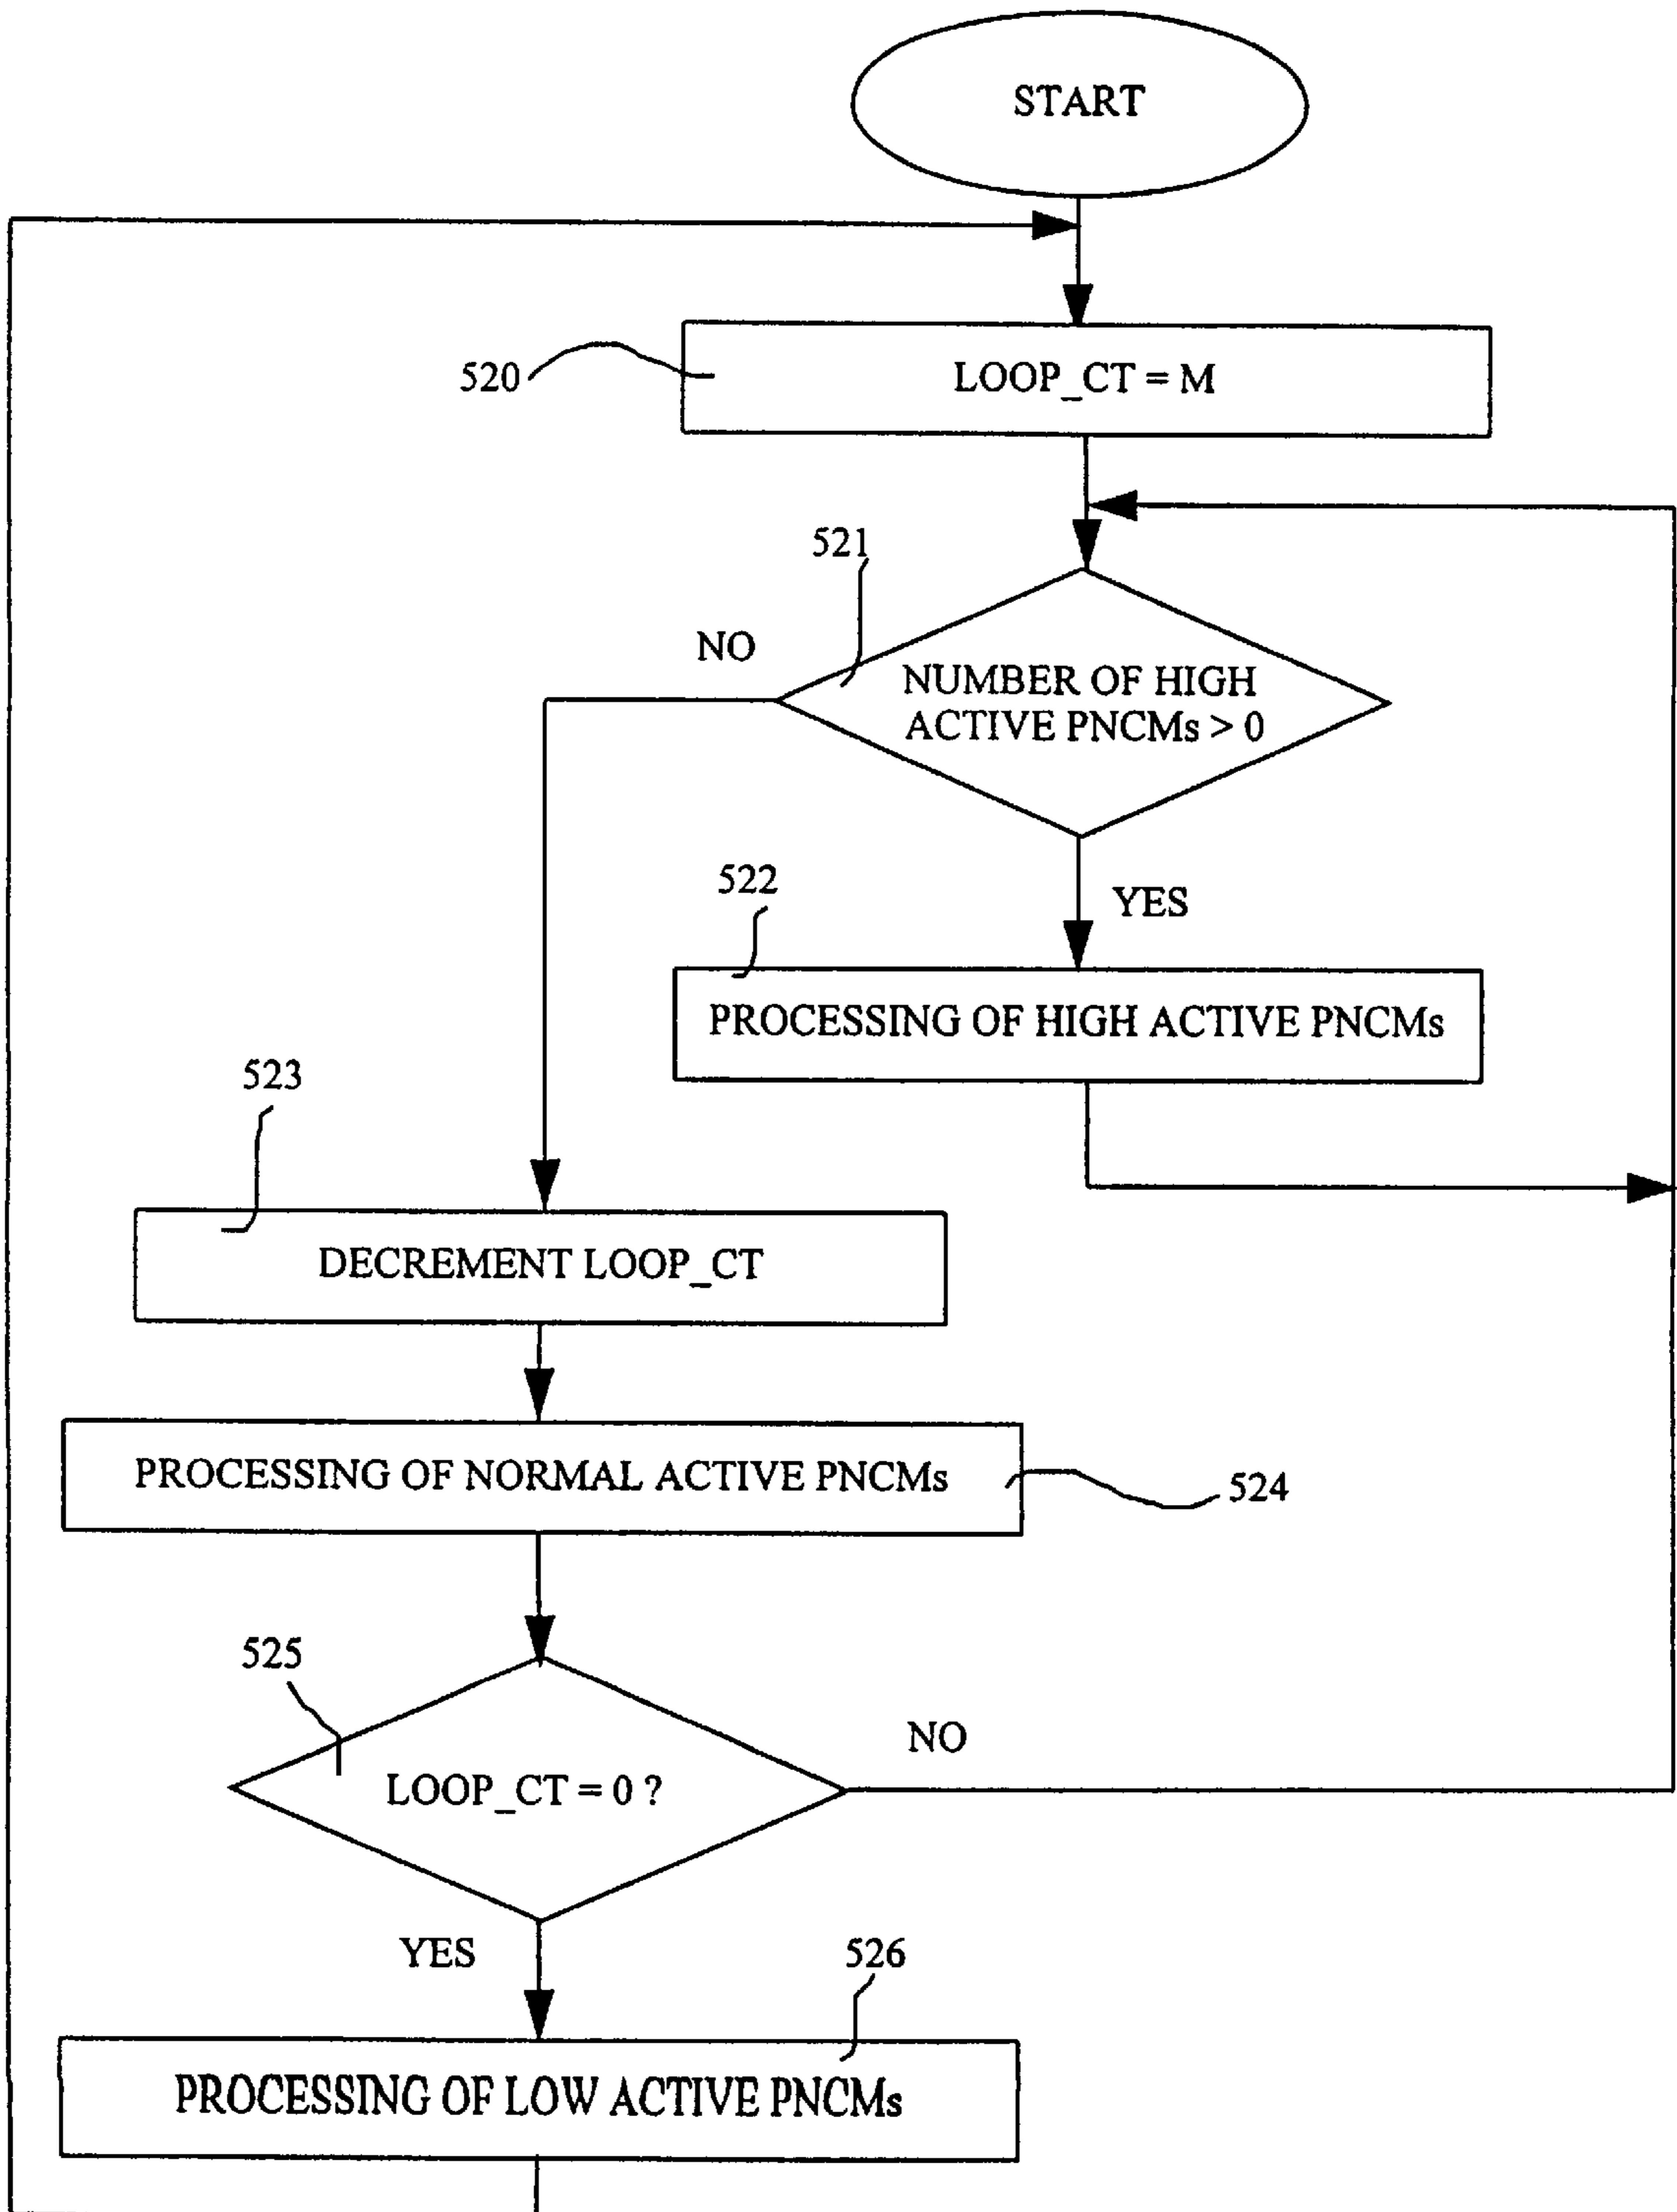 START
520
LOOP_CT = M
521
NO
NUMBER OF HIGH
ACTIVE PNCMs > 0
522
YES
PROCESSING OF HIGH ACTIVE PNCMs
523
DECREMENT LOOP_CT
PROCESSING OF NORMAL ACTIVE PNCMs
524
525
NO
LOOP_CT = 0 ?
YES
526
PROCESSING OF LOW ACTIVE PNCMs